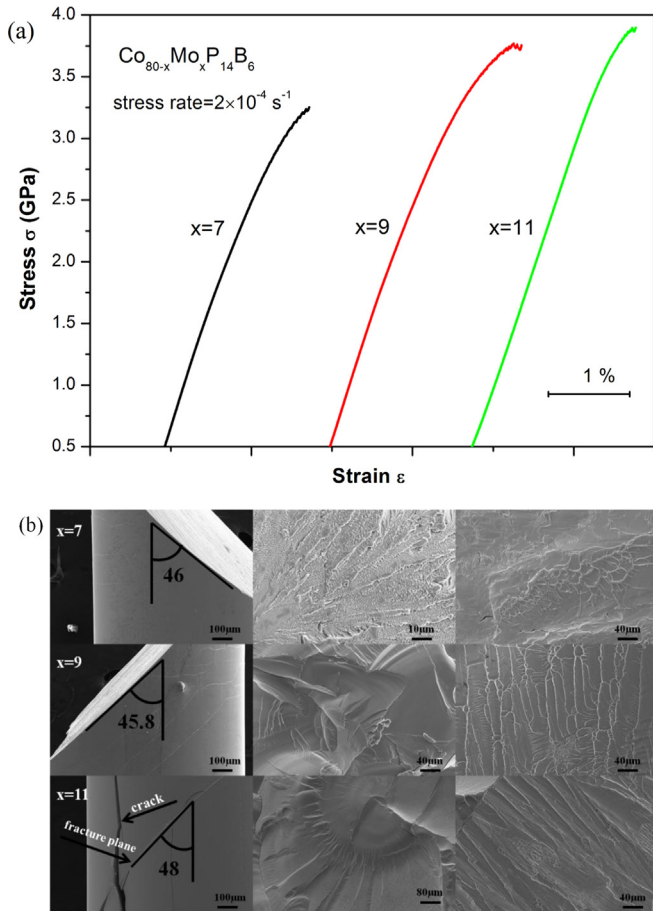 (a)
4.0
3.5
3.0
2.5
2.0
1.5
1.0
0.5
Stress σ (GPa)
Co80-xMoxP14B6
stress rate=2×10⁻⁴ s⁻¹
x=7
x=9
x=11
1 %
Strain ε
(b)
x=7
46
100μm
10μm
40μm
x=9
45.8
100μm
40μm
40μm
x=11
crack
fracture plane
48
100μm
80μm
40μm